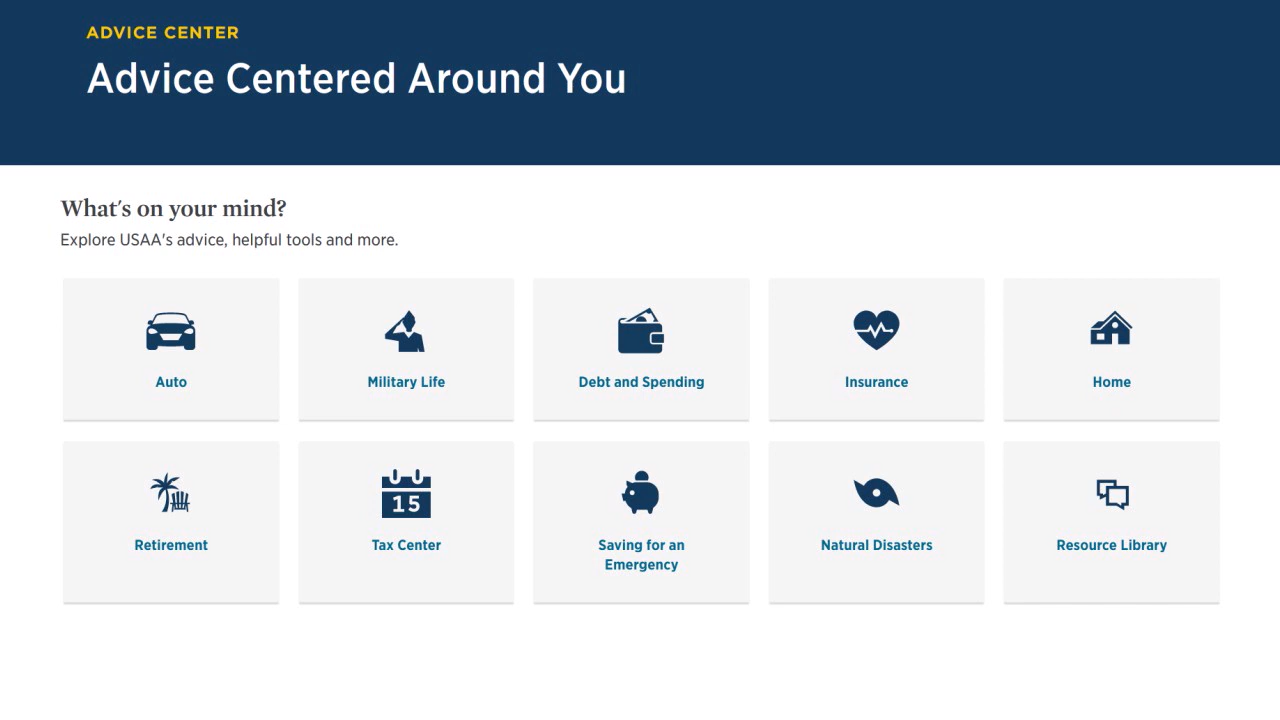 ADVICE CENTER
Advice Centered Around You
What's on your mind?
Explore USAA's advice, helpful tools and more.
Auto
Military Life
Debt and Spending
Insurance
Home
15
Retirement
Tax Center
Saving for an
Emergency
Natural Disasters
Resource Library